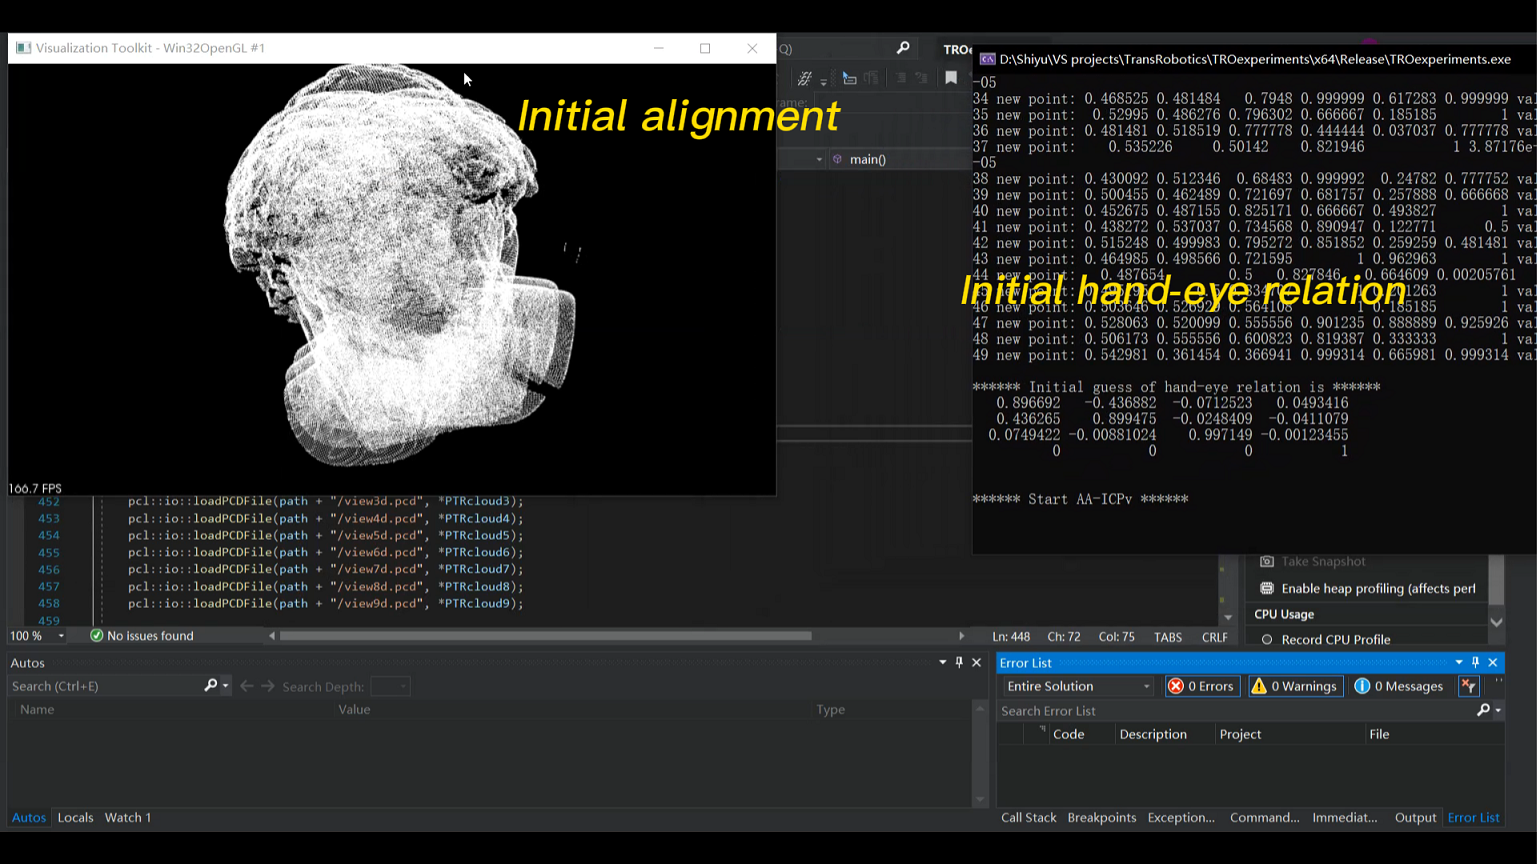 Visualization Toolkit - Win32OpenGL #1
Q)
TROe
Initial alignment
main()
166.7 FPS
D:\Shiyu\VS projects\TransRobotics\TROexperiments\x64\Release\TROexperiments.exe
-05
34 new point: 0.468525 0.481484 0.7948 0.999999 0.617283 0.999999 val
35 new point: 0.52995 0.486276 0.796302 0.666667 0.185185 1 val
36 new point: 0.481481 0.518519 0.777778 0.444444 0.037037 0.777778 val
37 new point: 0.535226 0.50142 0.821946 1 3.87176e-
-05
38 new point: 0.430092 0.512346 0.68483 0.999992 0.24782 0.777752 val
39 new point: 0.500455 0.462489 0.721697 0.681757 0.257888 0.666668 val
40 new point: 0.452675 0.487155 0.825171 0.666667 0.493827 1 val
41 new point: 0.438272 0.537037 0.734568 0.890947 0.122771 0.5 val
42 new point: 0.515248 0.499983 0.795272 0.851852 0.259259 0.481481 val
43 new point: 0.464985 0.498566 0.721595 1 0.962963 1 val
44 new point: 0.487654 0.5 0.827846 0.664609 0.00205761
Initial hand-eye relation
1 val
46 new point: 0.503646 0.526920 0.564108 1 0.185185 1 val
47 new point: 0.528063 0.520099 0.555556 0.901235 0.888889 0.925926 val
48 new point: 0.506173 0.555556 0.600823 0.819387 0.333333 1 val
49 new point: 0.542981 0.361454 0.366941 0.999314 0.665981 0.999314 val
****** Initial guess of hand-eye relation is ******
0.896692 -0.436882 -0.0712523 0.0493416
0.436265 0.899475 -0.0248409 -0.0411079
0.0749422 -0.00881024 0.997149 -0.00123455
0 0 0 1
****** Start AA-ICPv ******
452 pcl::io::loadPCDFile(path + "/view3d.pcd", *PTRcloud3);
453 pcl::io::loadPCDFile(path + "/view4d.pcd", *PTRcloud4);
454 pcl::io::loadPCDFile(path + "/view5d.pcd", *PTRcloud5);
455 pcl::io::loadPCDFile(path + "/view6d.pcd", *PTRcloud6);
456 pcl::io::loadPCDFile(path + "/view7d.pcd", *PTRcloud7);
457 pcl::io::loadPCDFile(path + "/view8d.pcd", *PTRcloud8);
458 pcl::io::loadPCDFile(path + "/view9d.pcd", *PTRcloud9);
459
100 % No issues found Ln: 448 Ch: 72 Col: 75 TABS CRLF
Take Snapshot
Enable heap profiling (affects perf
CPU Usage
Record CPU Profile
Autos
Search (Ctrl+E) Search Depth:
Name Value Type
Autos Locals Watch 1
Error List
Entire Solution 0 Errors 0 Warnings 0 Messages
Search Error List
Code Description Project File
Call Stack Breakpoints Exception... Command... Immediat... Output Error List